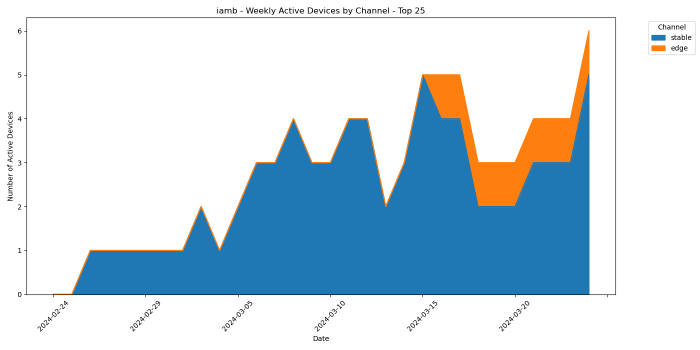 iamb - Weekly Active Devices by Channel - Top 25
Channel
stable
edge
Number of Active Devices
6
5
4
3
2
1
0
2024-02-24
2024-02-29
2024-03-05
2024-03-10
2024-03-15
2024-03-20
Date